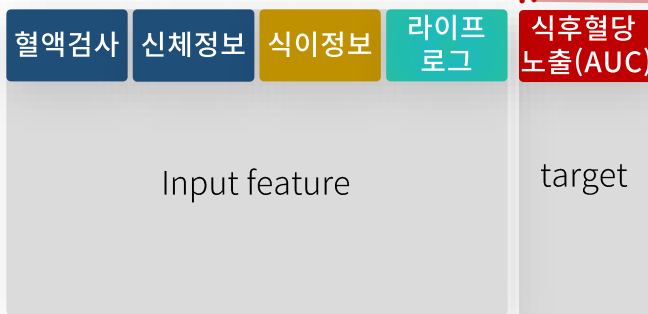 혈액검사
신체정보
식이정보
라이프
로그
식후혈당
노출(AUC)
Input feature
target